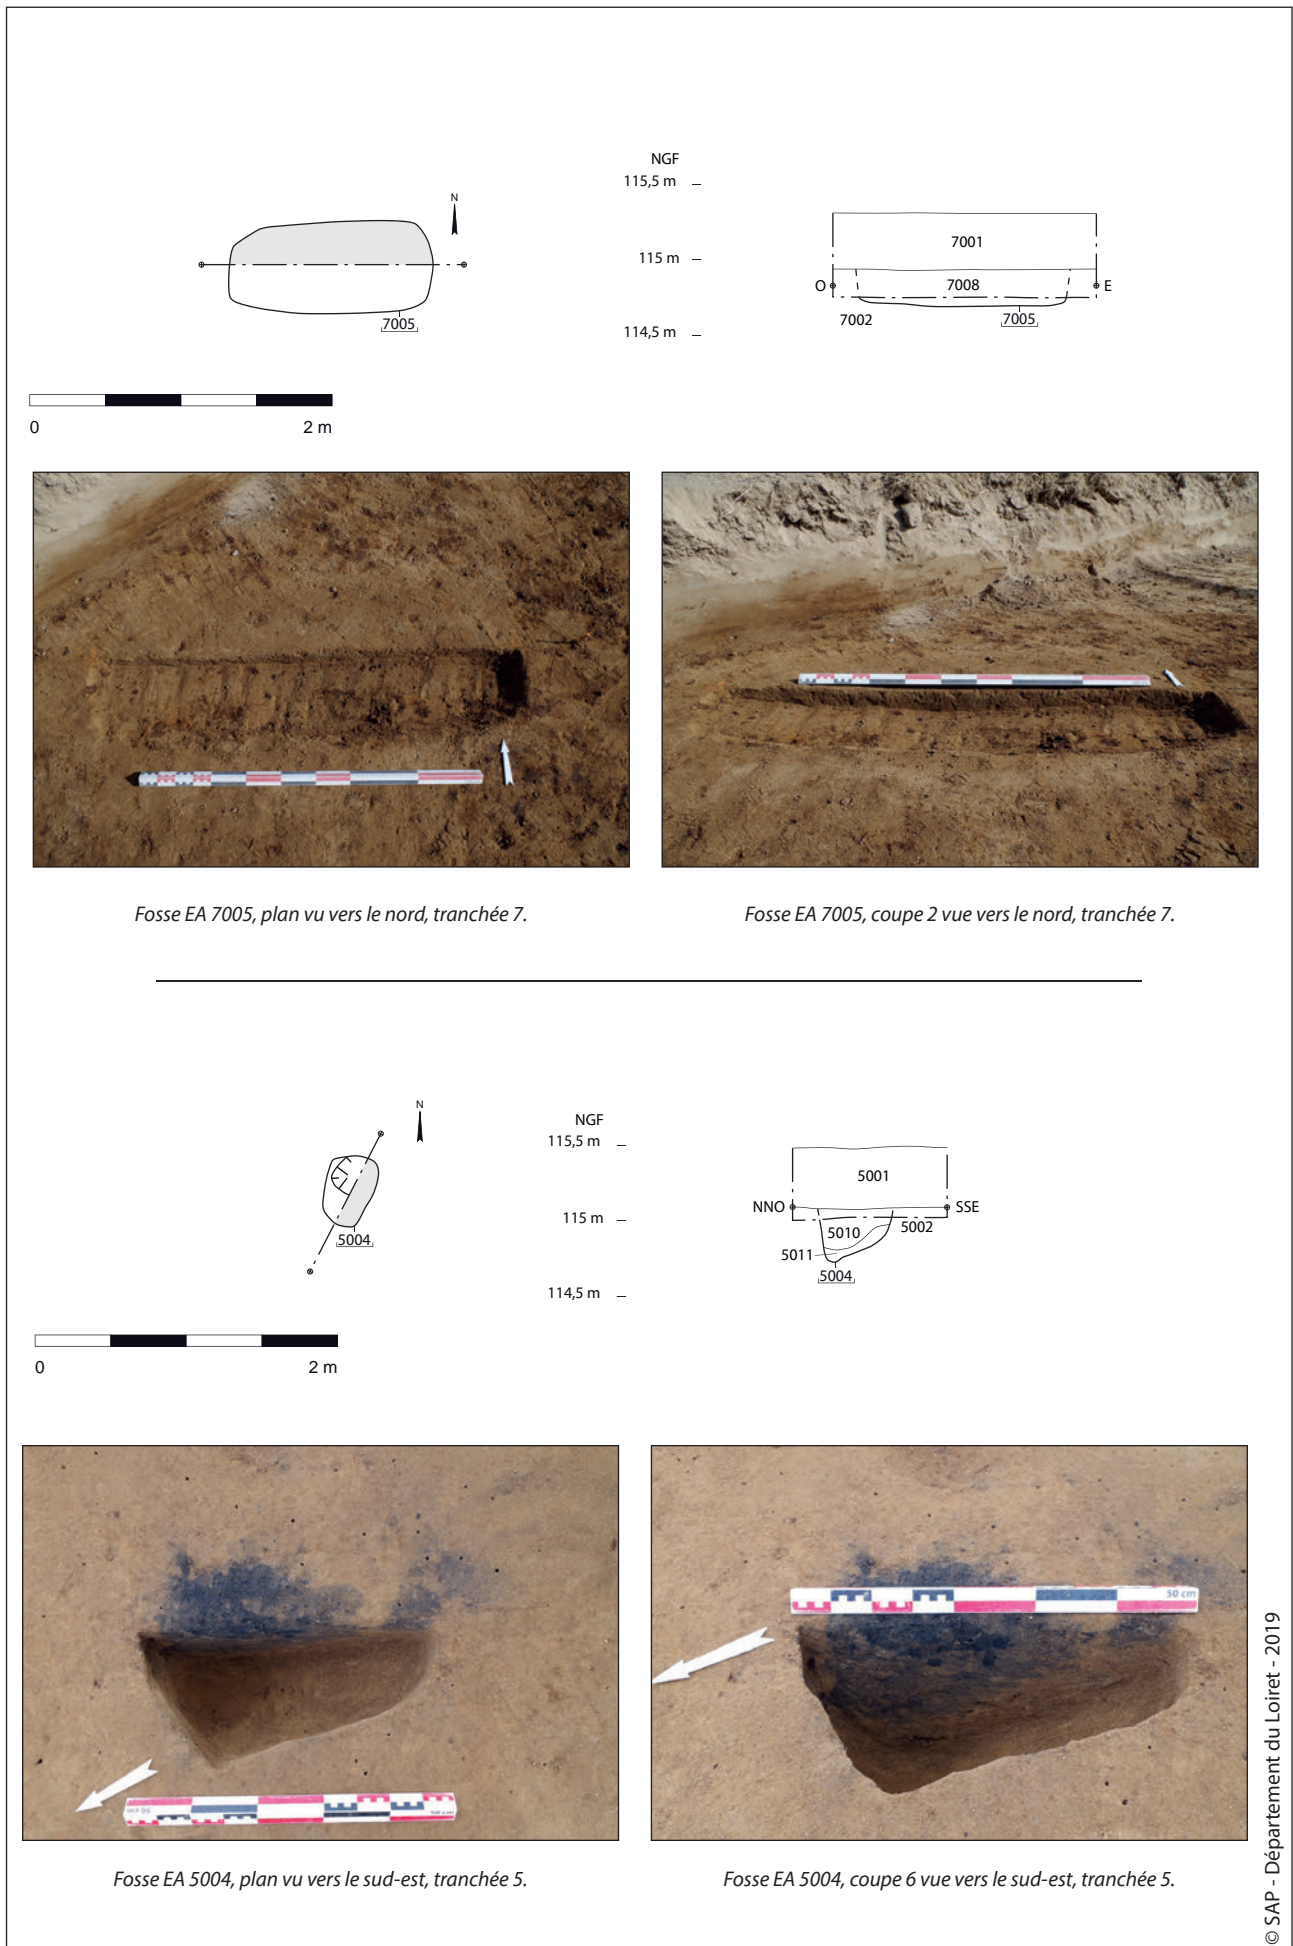 NGF
115,5 m
N
7001
115 m
7008
O
E
7002
7005
7005
114,5 m
0
2 m
Fosse EA 7005, plan vu vers le nord, tranchée 7.
Fosse EA 7005, coupe 2 vue vers le nord, tranchée 7.
N
NGF
115,5 m
5001
NNO
SSE
115 m
5002
5010
5004
5011
5004
114,5 m
0
2 m
50 cm
50 cm
Fosse EA 5004, plan vu vers le sud-est, tranchée 5.
Fosse EA 5004, coupe 6 vue vers le sud-est, tranchée 5.
© SAP - Département du Loiret - 2019